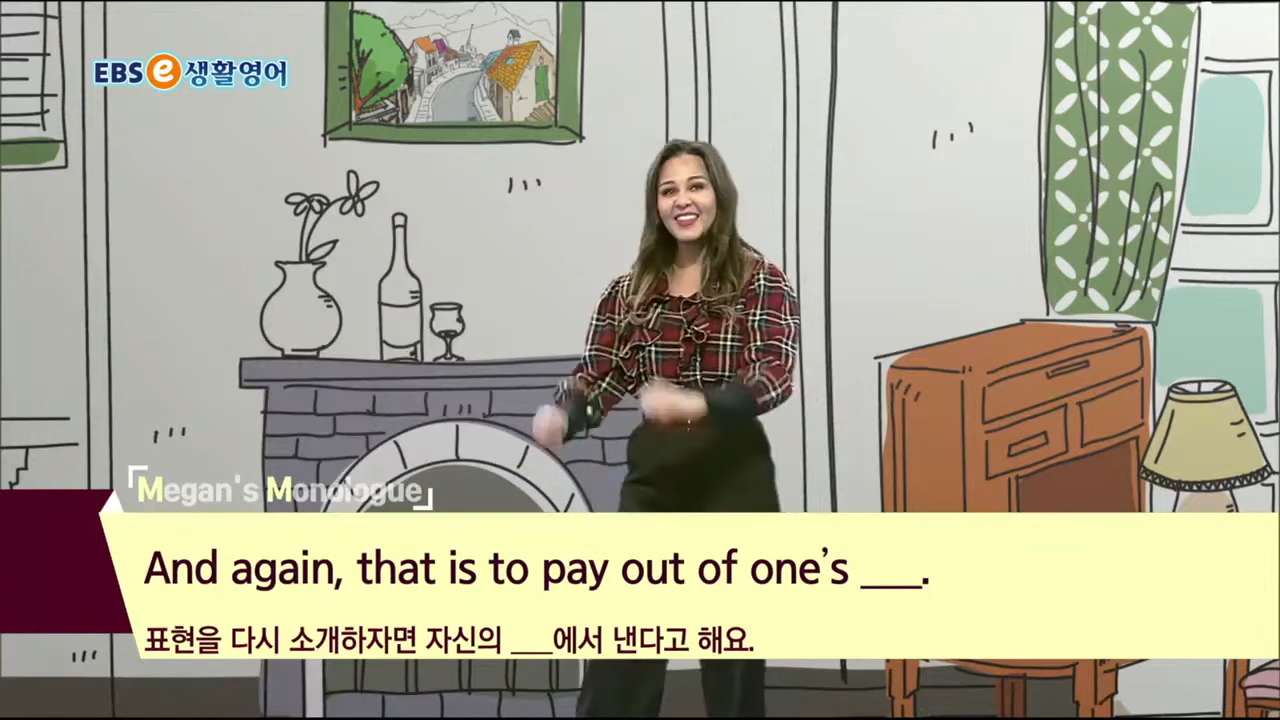 EBS e 생활영어
「Megan's Monologue」
And again, that is to pay out of one’s ___.
표현을 다시 소개하자면 자신의 ___에서 낸다고 해요.